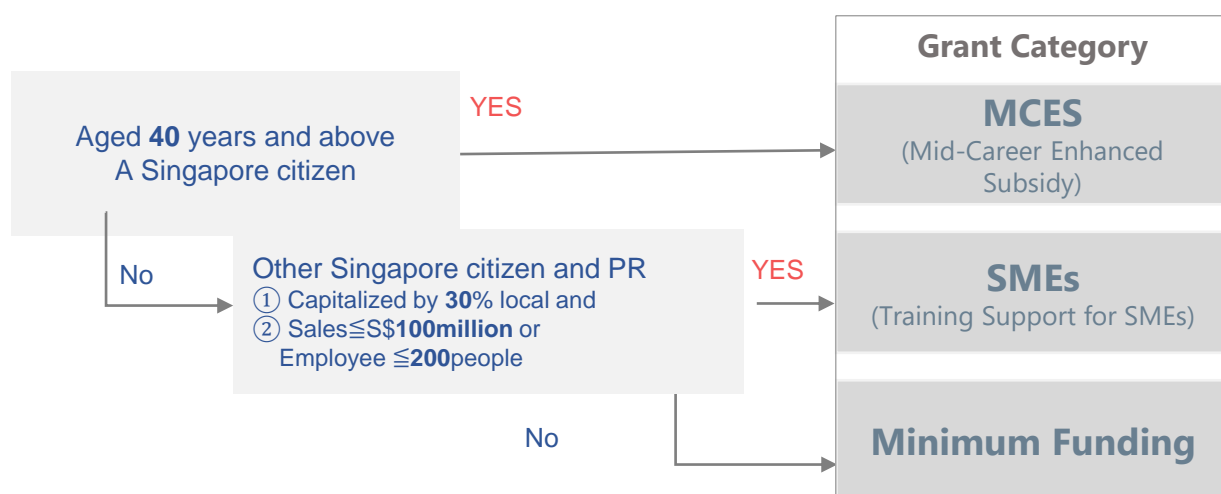 Grant Category
Aged 40 years and above
A Singapore citizen
YES
MCES
(Mid-Career Enhanced
Subsidy)
No
Other Singapore citizen and PR
① Capitalized by 30% local and
② Sales≦S$100million or
Employee ≦200people
YES
SMEs
(Training Support for SMEs)
No
Minimum Funding